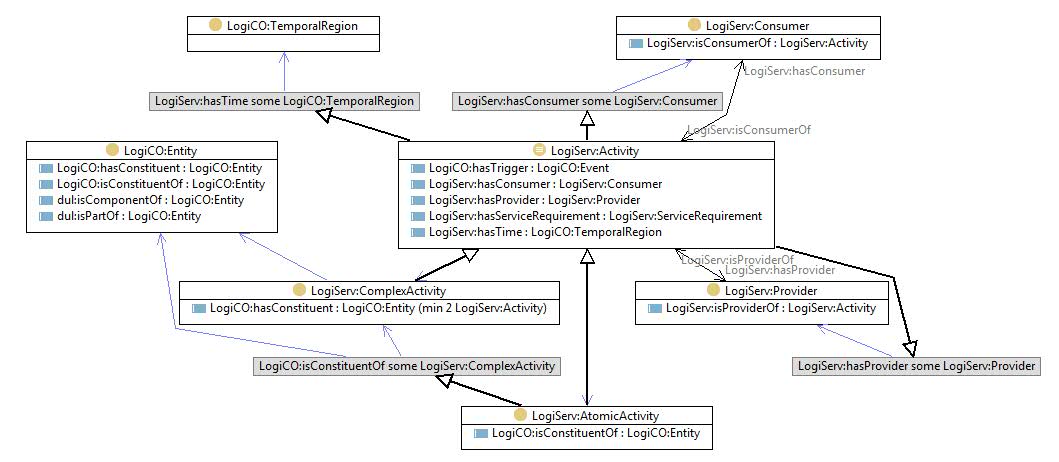 LogiCO:TemporalRegion
LogiServ:Consumer
LogiServ:isConsumerOf : LogiServ:Activity
LogiServ:hasConsumer
LogiServ:hasTime some LogiCO:TemporalRegion
LogiServ:hasConsumer some LogiServ:Consumer
LogiServ:isConsumerOf
LogiCO:Entity
LogiCO:hasConstituent : LogiCO:Entity
LogiCO:isConstituentOf : LogiCO:Entity
dul:isComponentOf : LogiCO:Entity
dul:isPartOf : LogiCO:Entity
LogiServ:Activity
LogiCO:hasTrigger : LogiCO:Event
LogiServ:hasConsumer : LogiServ:Consumer
LogiServ:hasProvider : LogiServ:Provider
LogiServ:hasServiceRequirement : LogiServ:ServiceRequirement
LogiServ:hasTime : LogiCO:TemporalRegion
LogiServ:isProviderOf
LogiServ:hasProvider
LogiServ:ComplexActivity
LogiCO:hasConstituent : LogiCO:Entity (min 2 LogiServ:Activity)
LogiServ:Provider
LogiServ:isProviderOf : LogiServ:Activity
LogiCO:isConstituentOf some LogiServ:ComplexActivity
LogiServ:hasProvider some LogiServ:Provider
LogiServ:AtomicActivity
LogiCO:isConstituentOf : LogiCO:Entity